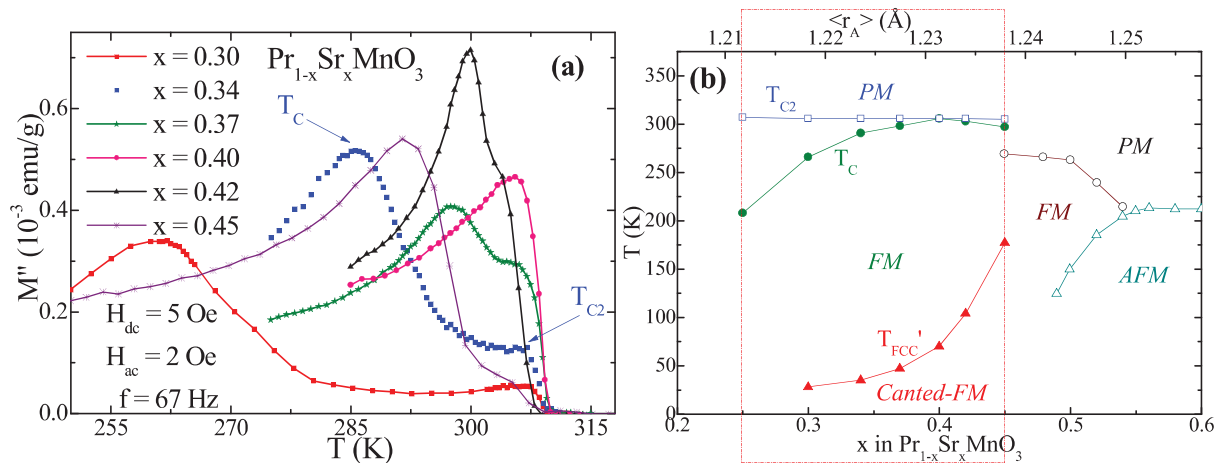 (a)
Pr1-xSrxMnO3
x = 0.30
x = 0.34
x = 0.37
x = 0.40
x = 0.42
x = 0.45
TC
TC2
Hdc = 5 Oe
Hac = 2 Oe
f = 67 Hz
M" (10-3 emu/g)
0.0
0.2
0.4
0.6
255
265
275
285
295
305
315
T (K)
<rA> (Å)
1.21
1.22
1.23
1.24
1.25
(b)
TC2
PM
TC
FM
TFCC'
Canted-FM
PM
FM
AFM
T (K)
0
50
100
150
200
250
300
350
0.2
0.3
0.4
0.5
0.6
x in Pr1-xSrxMnO3